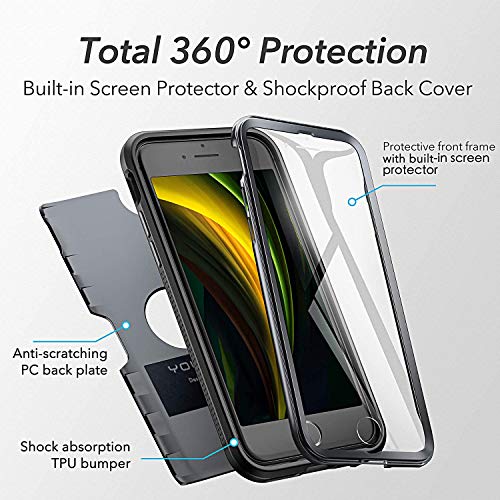 Total 360° Protection
Built-in Screen Protector & Shockproof Back Cover
Protective front frame
with built-in screen
protector
Anti-scratching
PC back plate
Shock absorption
TPU bumper